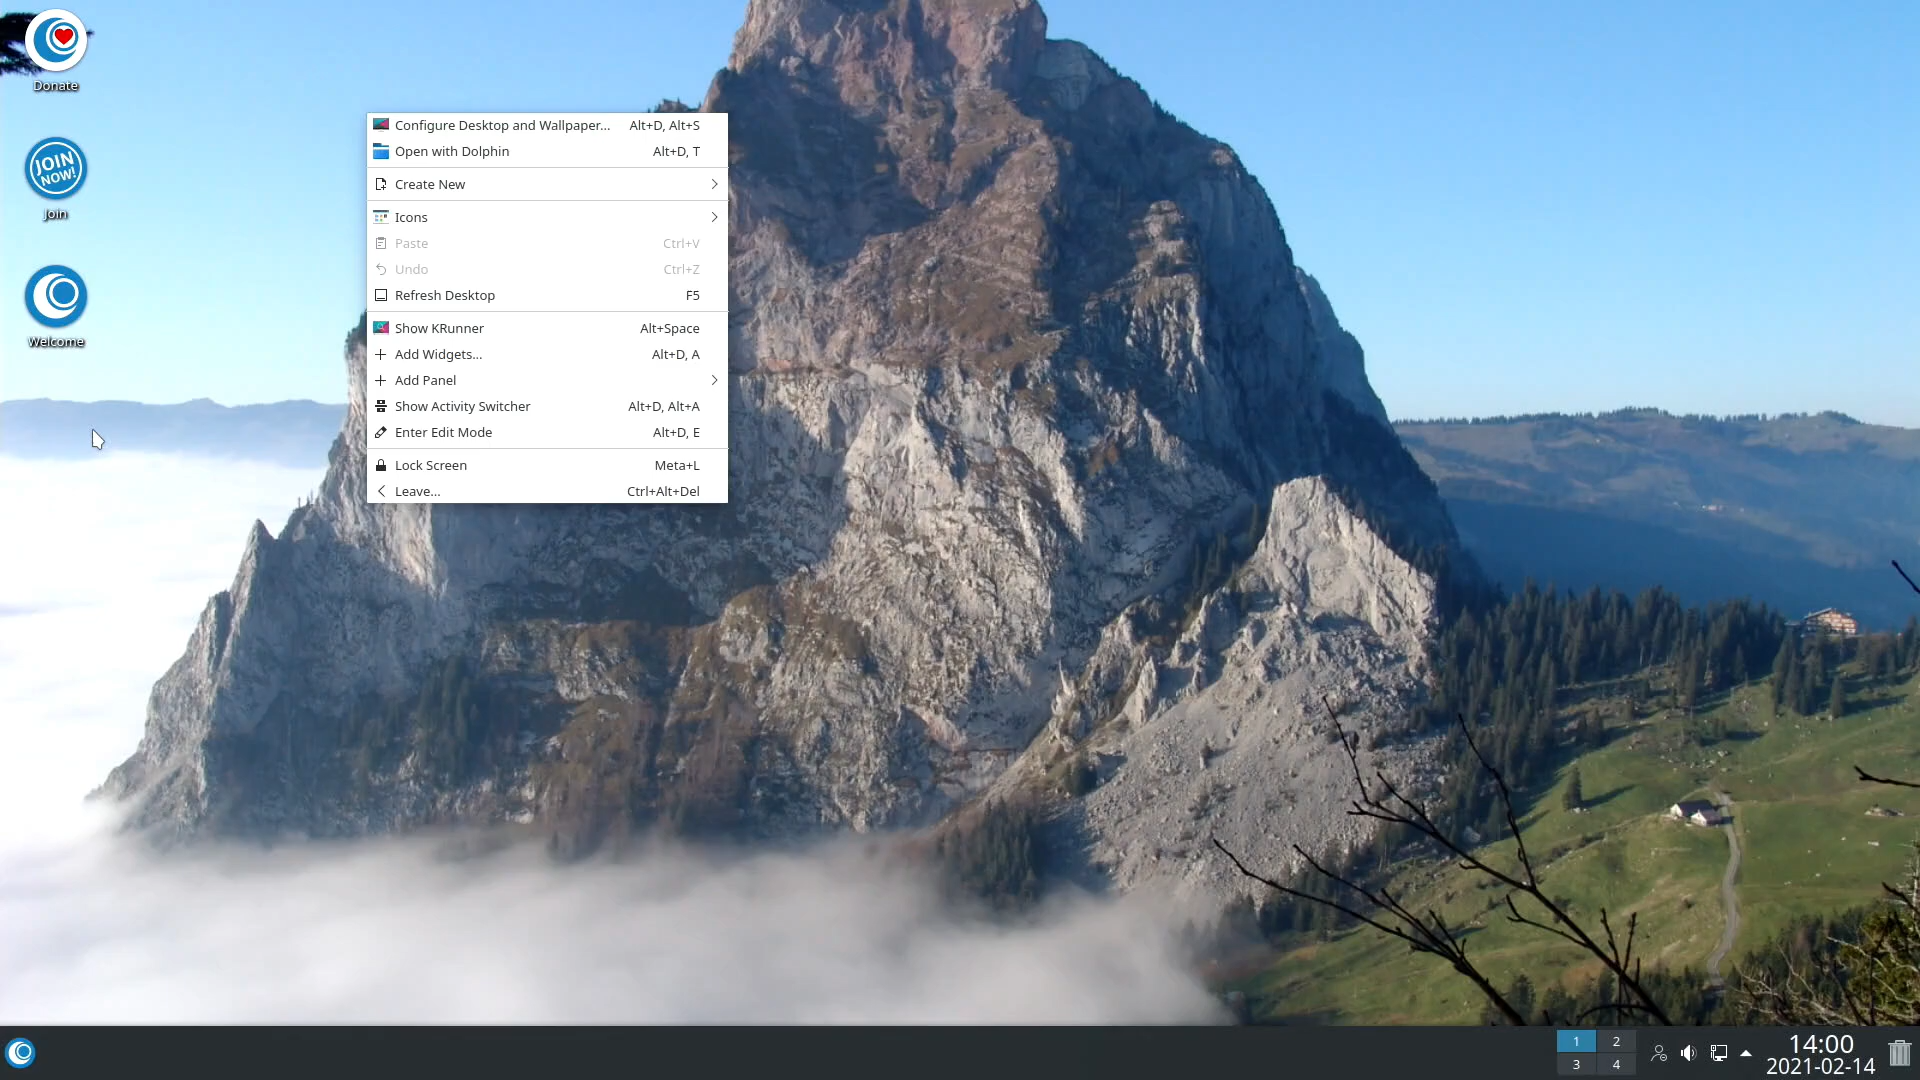 Donate
JOIN
NOW!
Join
Welcome
Configure Desktop and Wallpaper... Alt+D, Alt+S
Open with Dolphin Alt+D, T
Create New
Icons
Paste Ctrl+V
Undo Ctrl+Z
Refresh Desktop F5
Show KRunner Alt+Space
Add Widgets... Alt+D, A
Add Panel
Show Activity Switcher Alt+D, Alt+A
Enter Edit Mode Alt+D, E
Lock Screen Meta+L
Leave... Ctrl+Alt+Del
1 2
3 4
14:00
2021-02-14